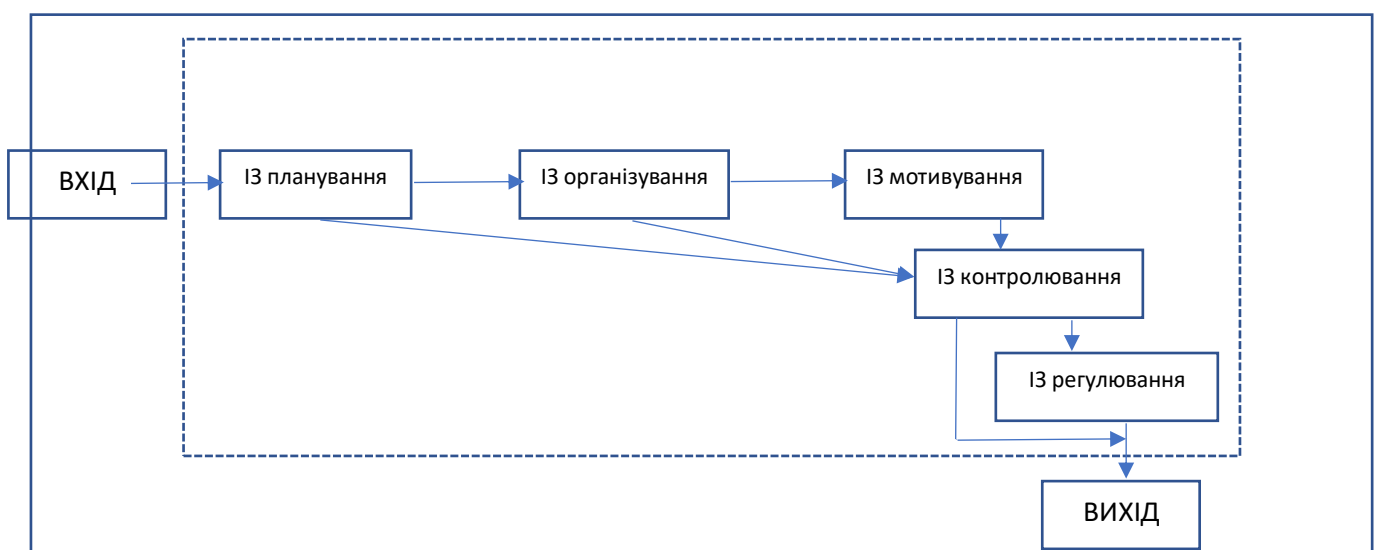 ВХІД
ІЗ планування
ІЗ організування
ІЗ мотивування
ІЗ контролювання
ІЗ регулювання
ВИХІД